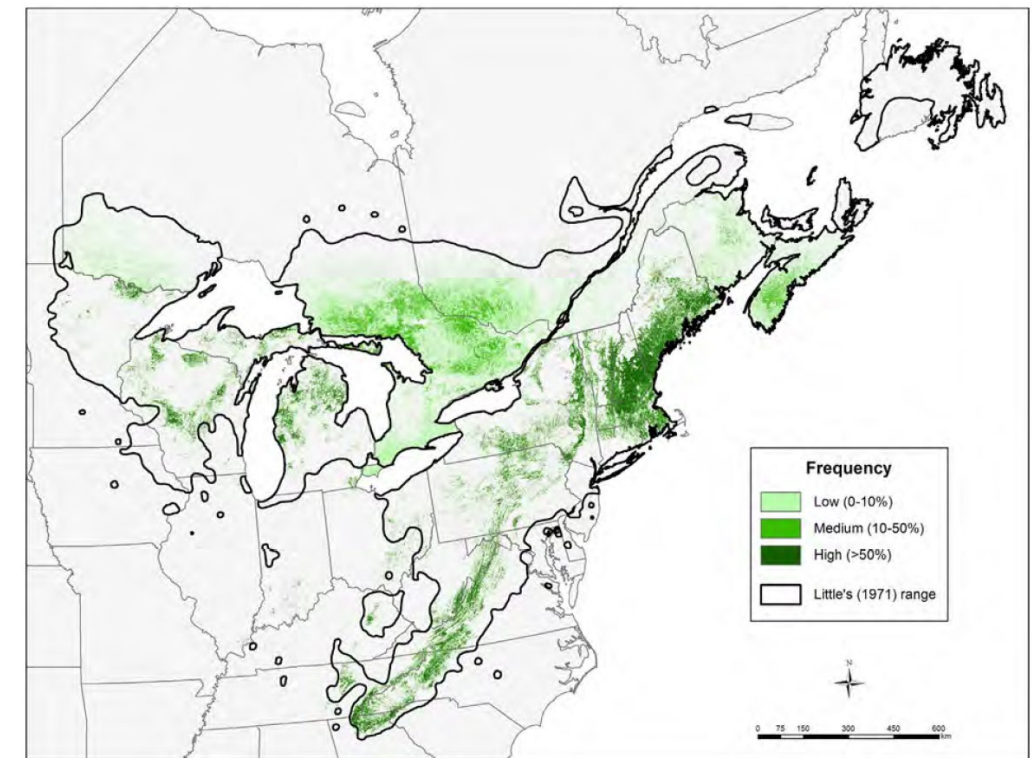 Frequency
Low (0-10%)
Medium (10-50%)
High (>50%)
Little's (1971) range
N
0 75 150 300 450 600
km